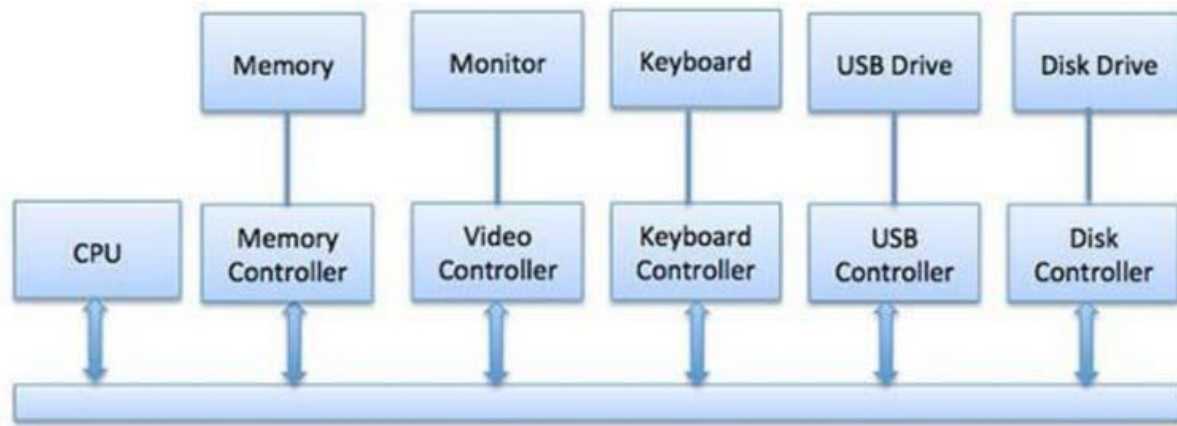 Memory
Monitor
Keyboard
USB Drive
Disk Drive
CPU
Memory
Controller
Video
Controller
Keyboard
Controller
USB
Controller
Disk
Controller